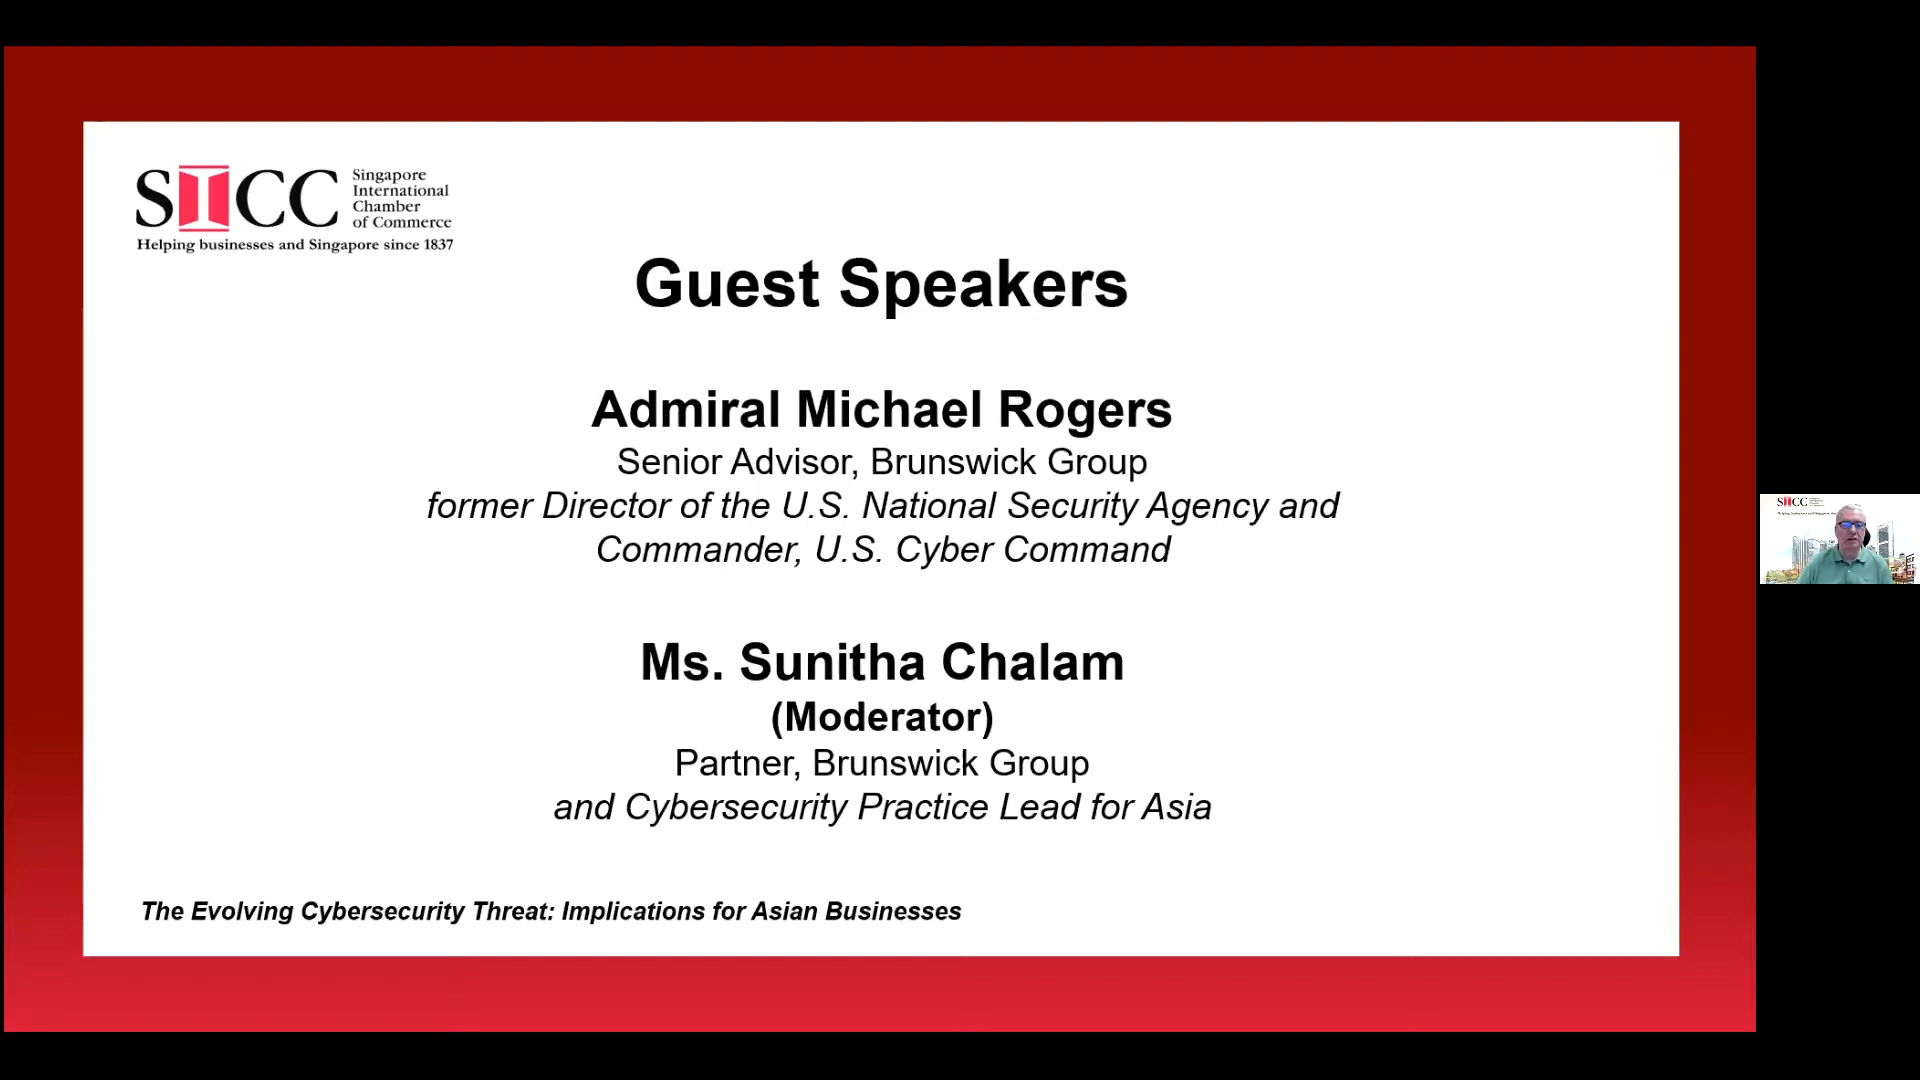 SICC
Singapore
International
Chamber
of Commerce
Helping businesses and Singapore since 1837
Guest Speakers
Admiral Michael Rogers
Senior Advisor, Brunswick Group
former Director of the U.S. National Security Agency and
Commander, U.S. Cyber Command
Ms. Sunitha Chalam
(Moderator)
Partner, Brunswick Group
and Cybersecurity Practice Lead for Asia
The Evolving Cybersecurity Threat: Implications for Asian Businesses
SICC